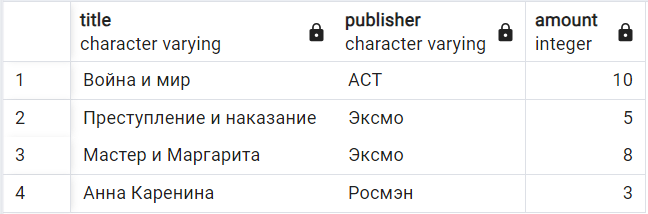 title publisher amount
character varying character varying integer
1 Война и мир АСТ 10
2 Преступление и наказание Эксмо 5
3 Мастер и Маргарита Эксмо 8
4 Анна Каренина Росмэн 3